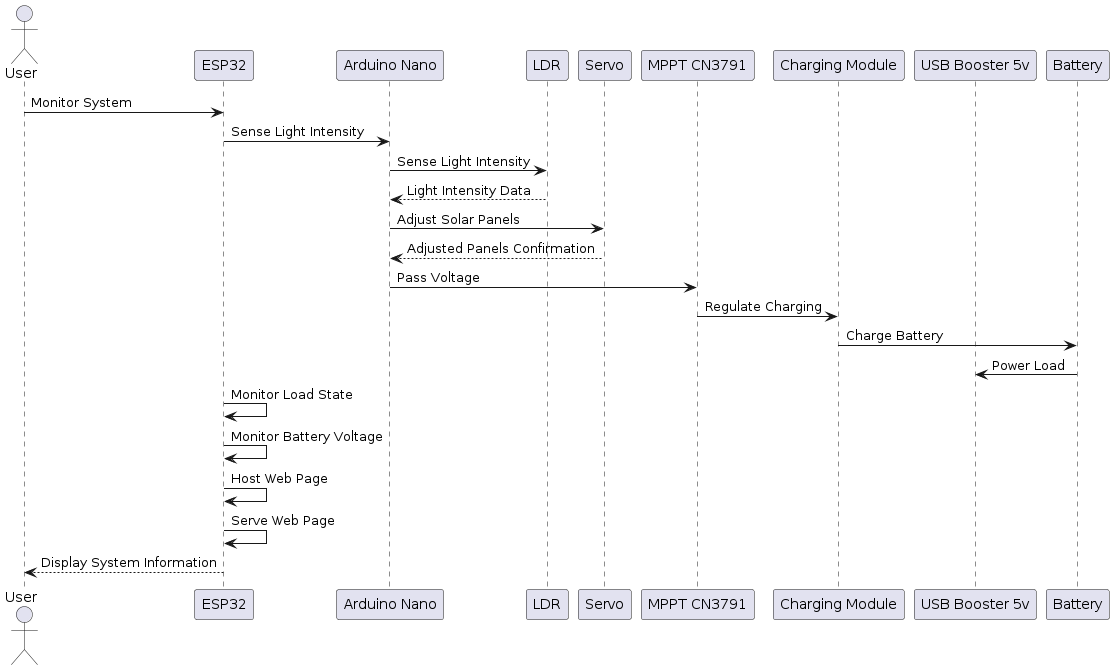 User
ESP32
Arduino Nano
LDR
Servo
MPPT CN3791
Charging Module
USB Booster 5v
Battery
Monitor System
Sense Light Intensity
Sense Light Intensity
Light Intensity Data
Adjust Solar Panels
Adjusted Panels Confirmation
Pass Voltage
Regulate Charging
Charge Battery
Power Load
Monitor Load State
Monitor Battery Voltage
Host Web Page
Serve Web Page
Display System Information
User
ESP32
Arduino Nano
LDR
Servo
MPPT CN3791
Charging Module
USB Booster 5v
Battery